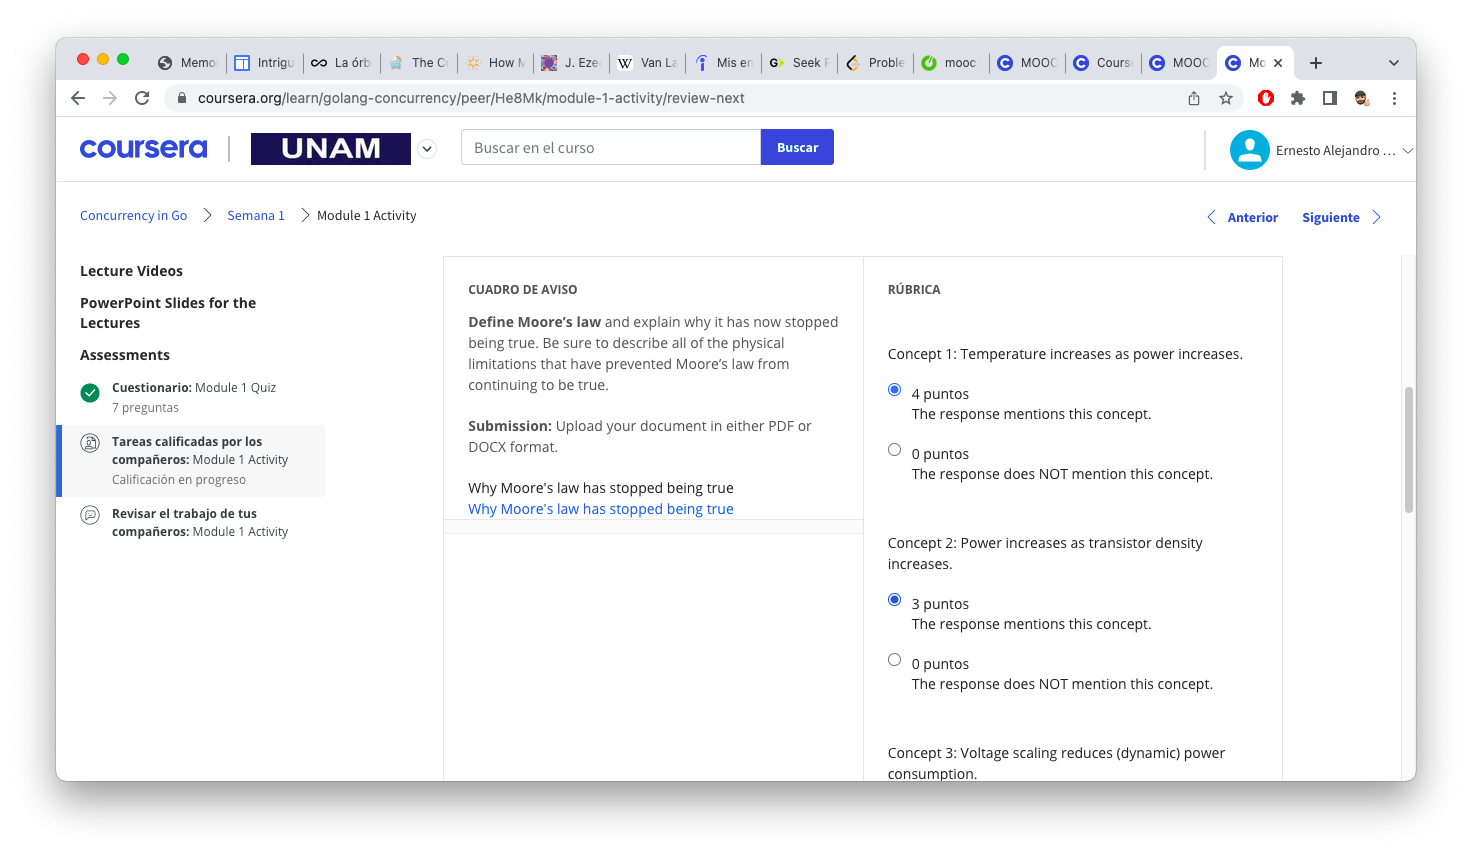 Memo
Intrigu
La órb
The Co
How M
J. Eze
W Van La
Mis en
G Seek
Proble
mooc
MOOC
Cours
MOOC
Mo
coursera.org/learn/golang-concurrency/peer/He8Mk/module-1-activity/review-next
coursera
UNAM
Buscar en el curso
Buscar
Ernesto Alejandro ...
Concurrency in Go
Semana 1
Module 1 Activity
Anterior
Siguiente
Lecture Videos
PowerPoint Slides for the
Lectures
Assessments
Cuestionario: Module 1 Quiz
7 preguntas
Tareas calificadas por los
compañeros: Module 1 Activity
Calificación en progreso
Revisar el trabajo de tus
compañeros: Module 1 Activity
CUADRO DE AVISO
Define Moore’s law and explain why it has now stopped
being true. Be sure to describe all of the physical
limitations that have prevented Moore’s law from
continuing to be true.
Submission: Upload your document in either PDF or
DOCX format.
Why Moore's law has stopped being true
Why Moore's law has stopped being true
RÚBRICA
Concept 1: Temperature increases as power increases.
4 puntos
The response mentions this concept.
0 puntos
The response does NOT mention this concept.
Concept 2: Power increases as transistor density
increases.
3 puntos
The response mentions this concept.
0 puntos
The response does NOT mention this concept.
Concept 3: Voltage scaling reduces (dynamic) power
consumption.